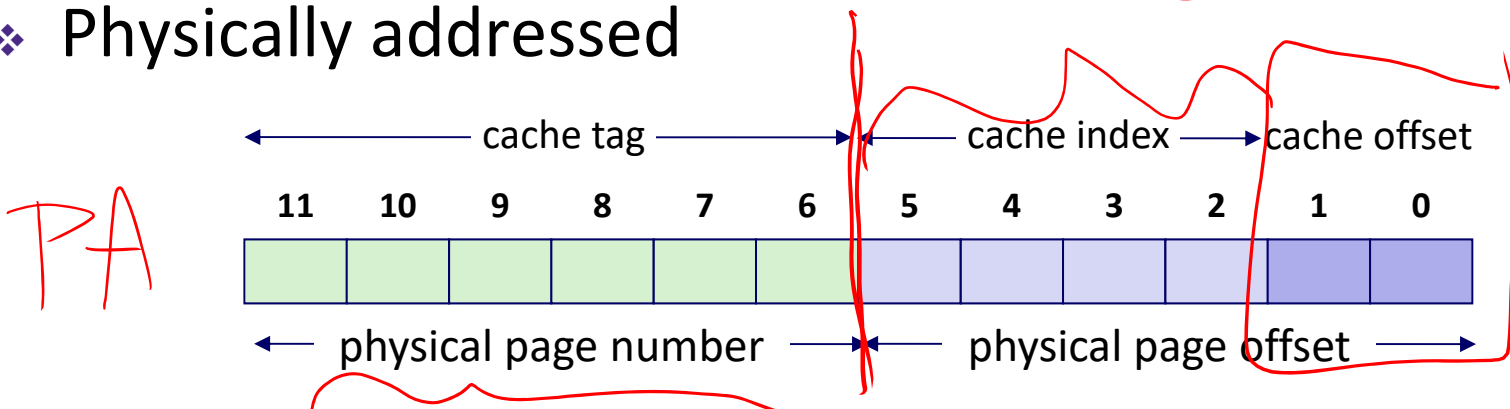 Physically addressed
cache tag cache index cache offset
PA 11 10 9 8 7 6 5 4 3 2 1 0
physical page number physical page offset